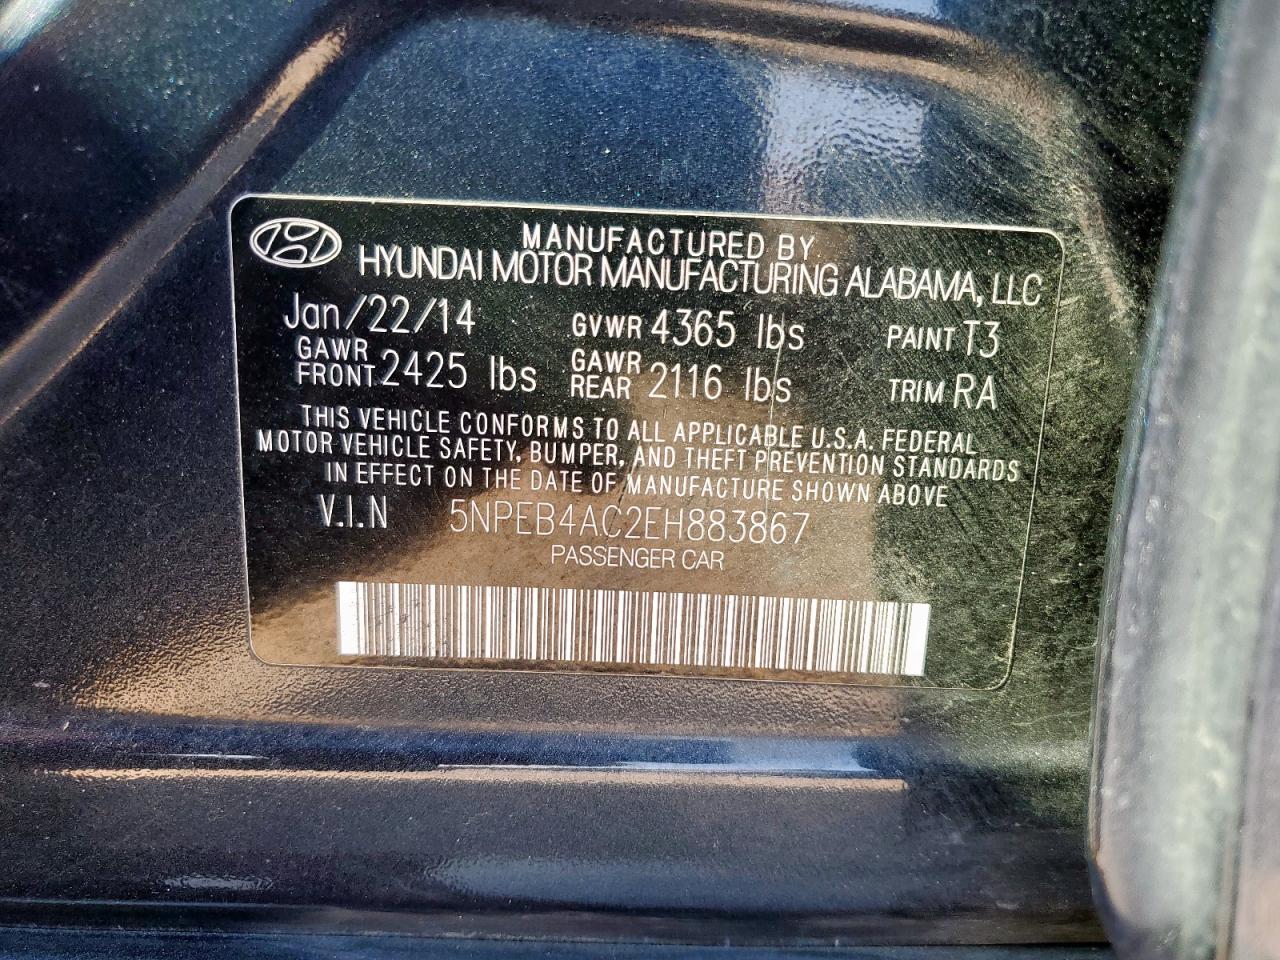 MANUFACTURED BY
HYUNDAI MOTOR MANUFACTURING ALABAMA, LLC
Jan/22/14 GVWR 4365 lbs PAINT T3
GAWR FRONT 2425 lbs GAWR REAR 2116 lbs TRIM RA
THIS VEHICLE CONFORMS TO ALL APPLICABLE U.S.A. FEDERAL
MOTOR VEHICLE SAFETY, BUMPER, AND THEFT PREVENTION STANDARDS
IN EFFECT ON THE DATE OF MANUFACTURE SHOWN ABOVE
V.I.N 5NPEB4AC2EH883867
PASSENGER CAR